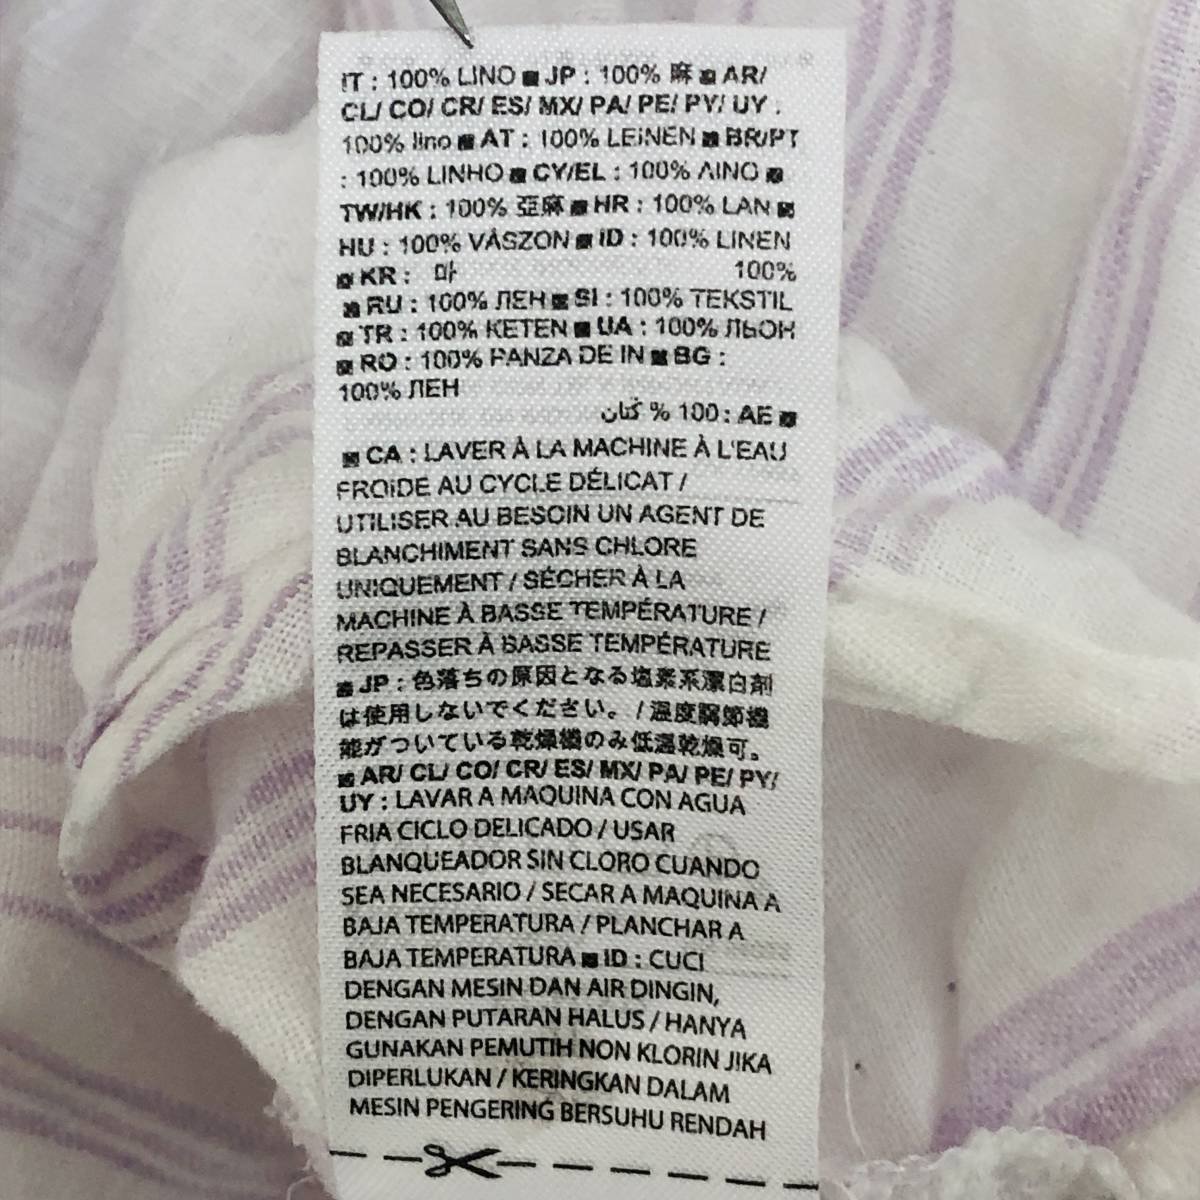 IT : 100% LINO ■ JP : 100% 麻 ■ AR/
CL/ CO/ CR/ ES/ MX/ PA/ PE/ PY/ UY :
100% lino ■ AT : 100% LEINEN ■ BR/PT
: 100% LINHO ■ CY/EL : 100% ΛΙΝΟ ■
TW/HK : 100% 亞麻 ■ HR : 100% LAN ■
HU : 100% VÁSZON ■ ID : 100% LINEN
■ KR : 마 100%
■ RU : 100% ЛЕН ■ SI : 100% TEKSTIL
■ TR : 100% KETEN ■ UA : 100% ЛЬОН
■ RO : 100% PANZA DE IN ■ BG :
100% ЛЕН
■ AE : 100 % كتان
■ CA : LAVER À LA MACHINE À L'EAU
FROIDE AU CYCLE DÉLICAT /
UTILISER AU BESOIN UN AGENT DE
BLANCHIMENT SANS CHLORE
UNIQUEMENT / SÉCHER À LA
MACHINE À BASSE TEMPÉRATURE /
REPASSER À BASSE TEMPÉRATURE
■ JP : 色落ちの原因となる塩素系漂白剤
は使用しないでください。/ 温度調節機
能がついている乾燥機のみ低温乾燥可。
■ AR/ CL/ CO/ CR/ ES/ MX/ PA/ PE/ PY/
UY : LAVAR A MAQUINA CON AGUA
FRIA CICLO DELICADO / USAR
BLANQUEADOR SIN CLORO CUANDO
SEA NECESARIO / SECAR A MAQUINA A
BAJA TEMPERATURA / PLANCHAR A
BAJA TEMPERATURA ■ ID : CUCI
DENGAN MESIN DAN AIR DINGIN,
DENGAN PUTARAN HALUS / HANYA
GUNAKAN PEMUTIH NON KLORIN JIKA
DIPERLUKAN / KERINGKAN DALAM
MESIN PENGERING BERSUHU RENDAH